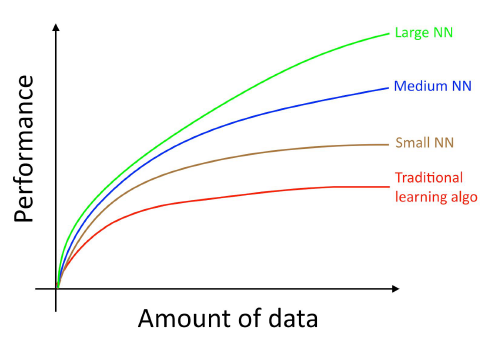 Large NN
Medium NN
Small NN
Traditional
learning algo
Performance
Amount of data